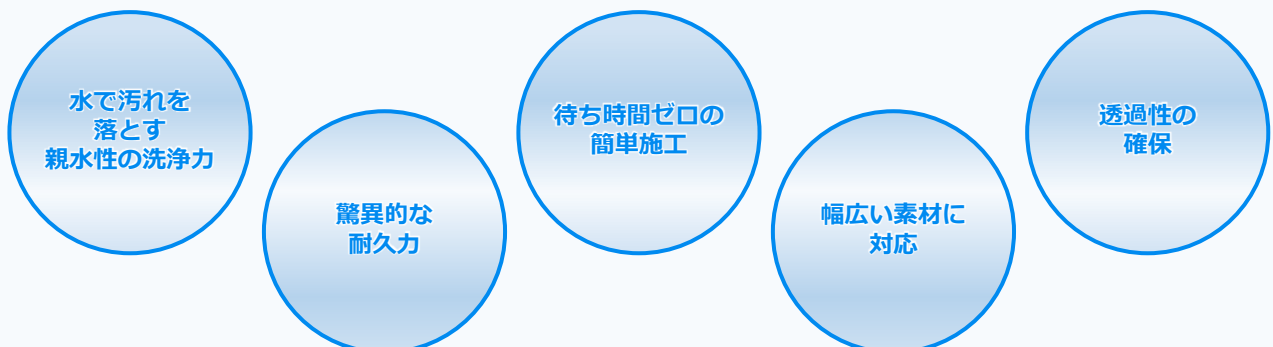 水で汚れを
落とす
親水性の洗浄力
驚異的な
耐久力
待ち時間ゼロの
簡単施工
幅広い素材に
対応
透過性の
確保